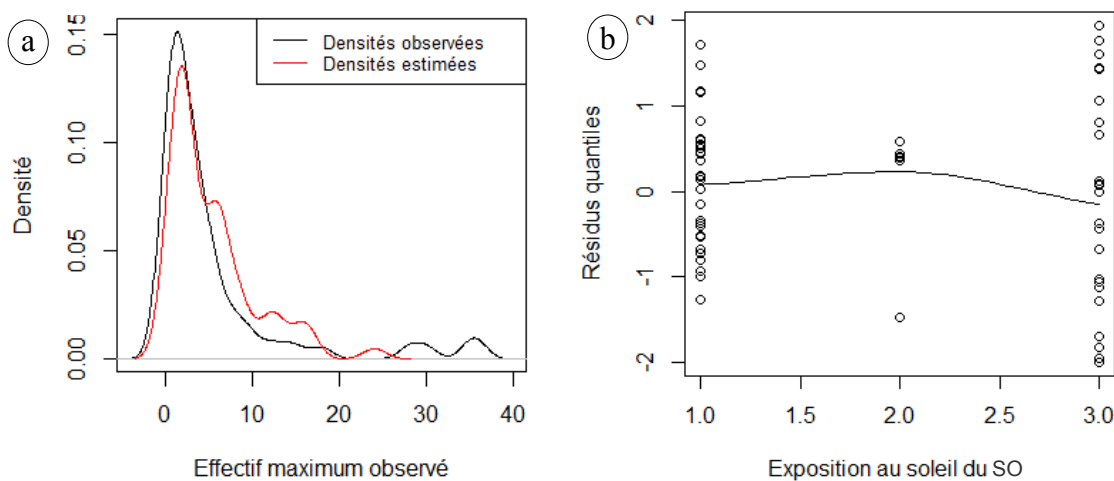 a
Densité
0.00
0.05
0.10
0.15
Densités observées
Densités estimées
0
10
20
30
40
Effectif maximum observé
b
Résidus quantiles
-2
-1
0
1
2
1.0
1.5
2.0
2.5
3.0
Exposition au soleil du SO